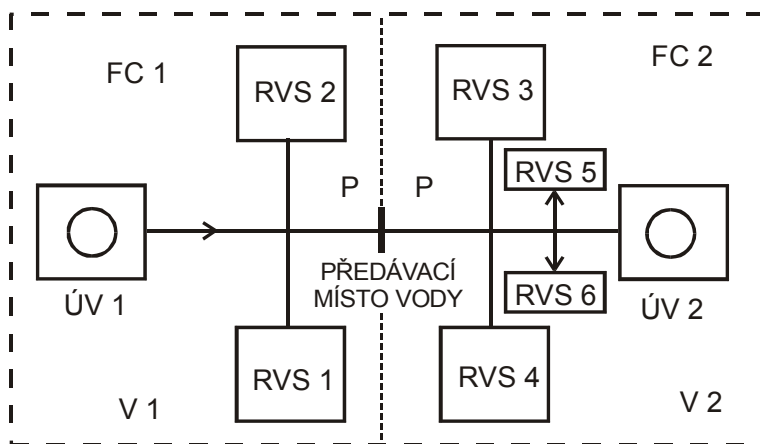 FC 1
FC 2
RVS 2
RVS 3
RVS 5
P
P
PŘEDÁVACÍ
MÍSTO VODY
RVS 6
ÚV 1
ÚV 2
RVS 1
RVS 4
V 1
V 2